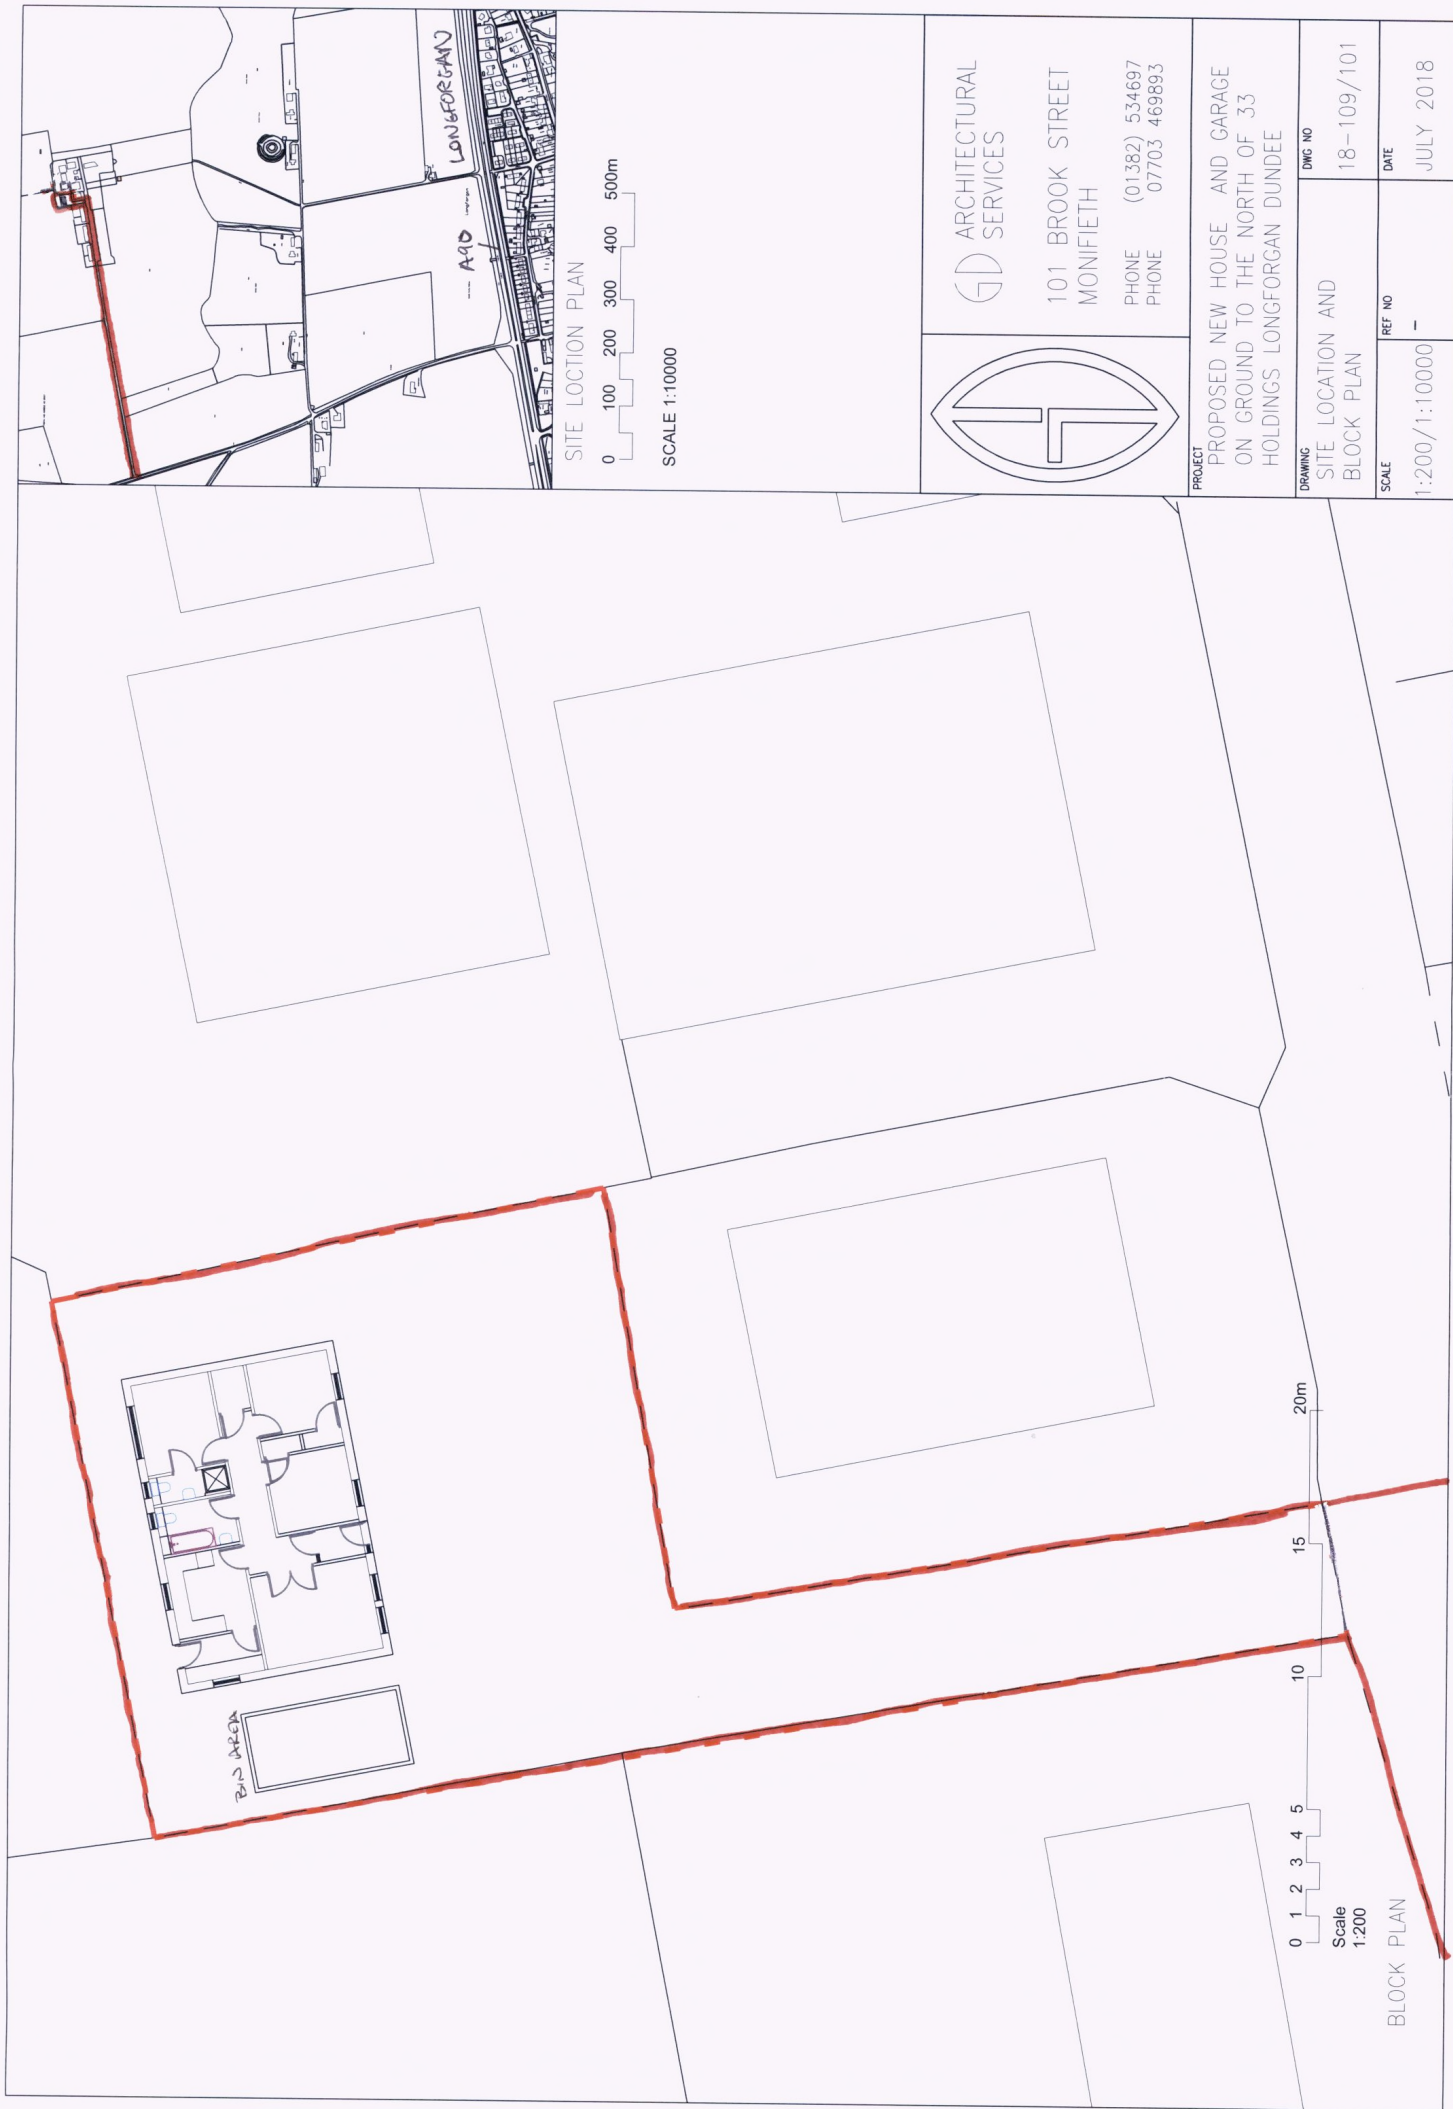 LONGFORGAN
A90
SITE LOCTION PLAN
0 100 200 300 400 500m
SCALE 1:10000
GD ARCHITECTURAL
SERVICES
101 BROOK STREET
MONIFIETH
PHONE (01382) 534697
PHONE 07703 469893
PROJECT
PROPOSED NEW HOUSE AND GARAGE
ON GROUND TO THE NORTH OF 33
HOLDINGS LONGFORGAN DUNDEE
DRAWING
SITE LOCATION AND
BLOCK PLAN
DWG NO
18-109/101
SCALE
1:200/1:10000
REF NO
-
DATE
JULY 2018
BIN AREA
0 1 2 3 4 5 10 15 20m
Scale
1:200
BLOCK PLAN